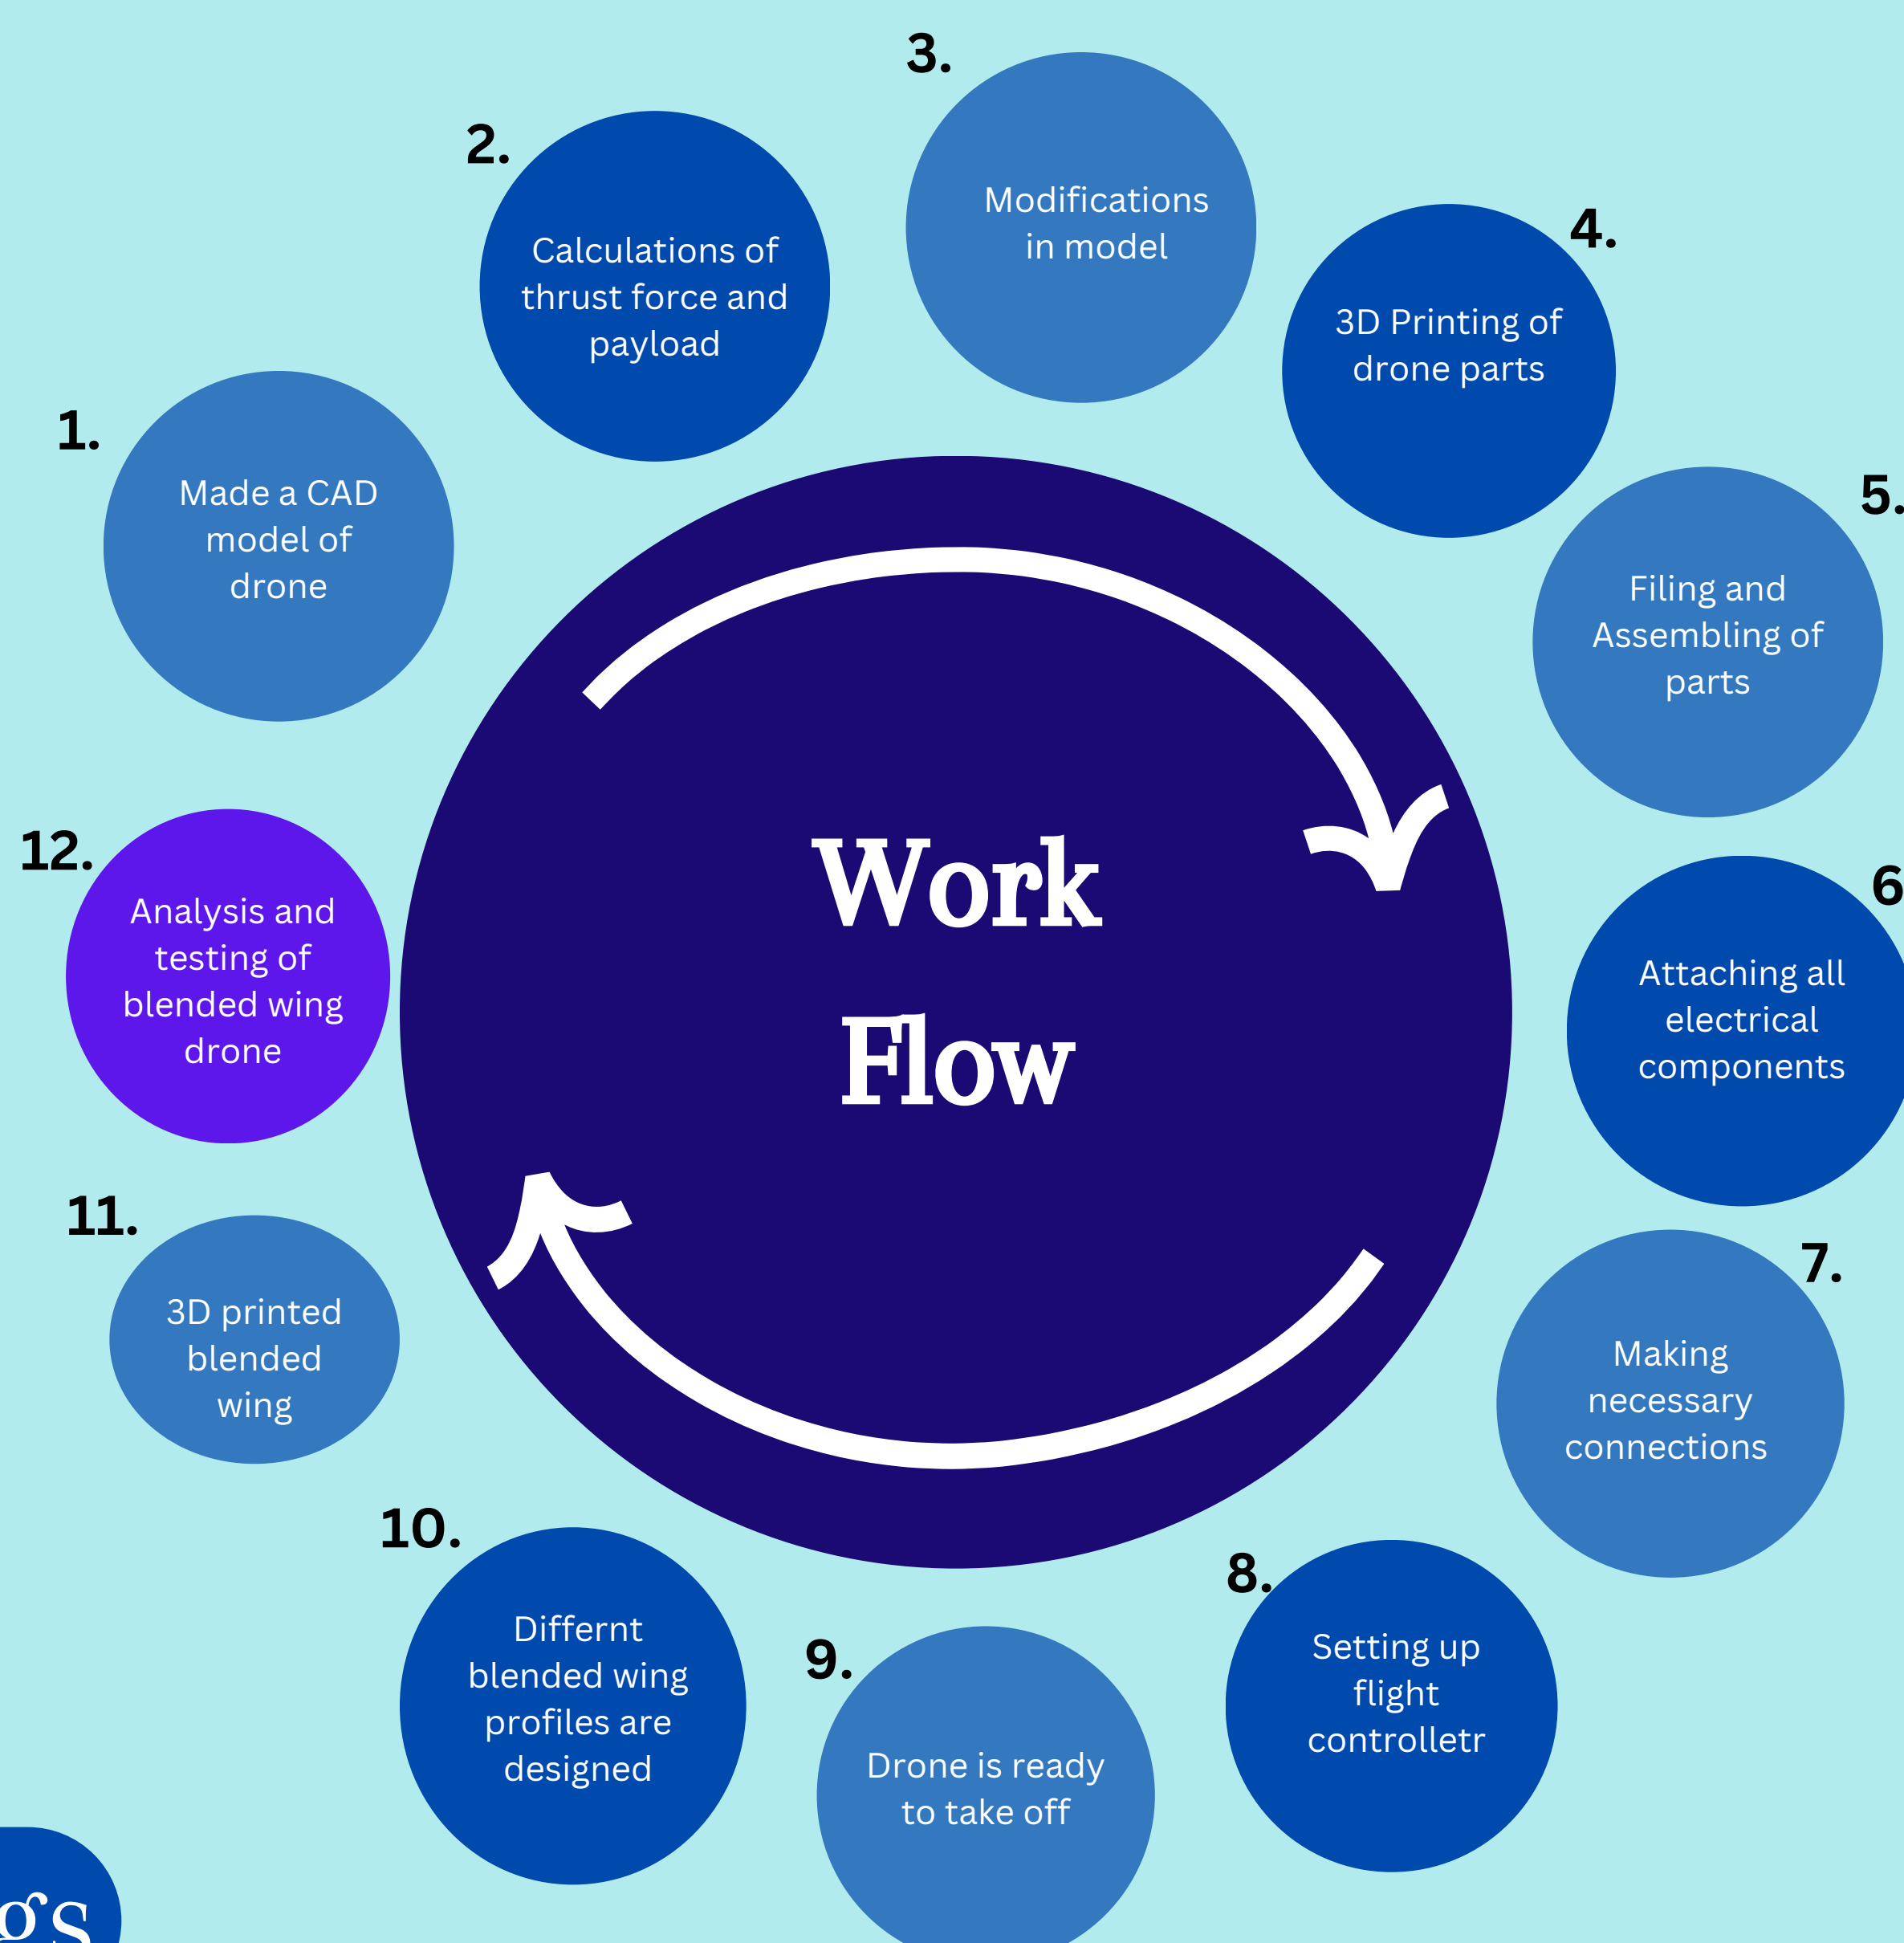 1.
Made a CAD
model of
drone
2.
Calculations of
thrust force and
payload
3.
Modifications
in model
4.
3D Printing of
drone parts
5.
Filing and
Assembling of
parts
6
Attaching all
electrical
components
7.
Making
necessary
connections
8.
Setting up
flight
controlletr
9.
Drone is ready
to take off
10.
Differnt
blended wing
profiles are
designed
11.
3D printed
blended
wing
12.
Analysis and
testing of
blended wing
drone
Work
Flow
gs